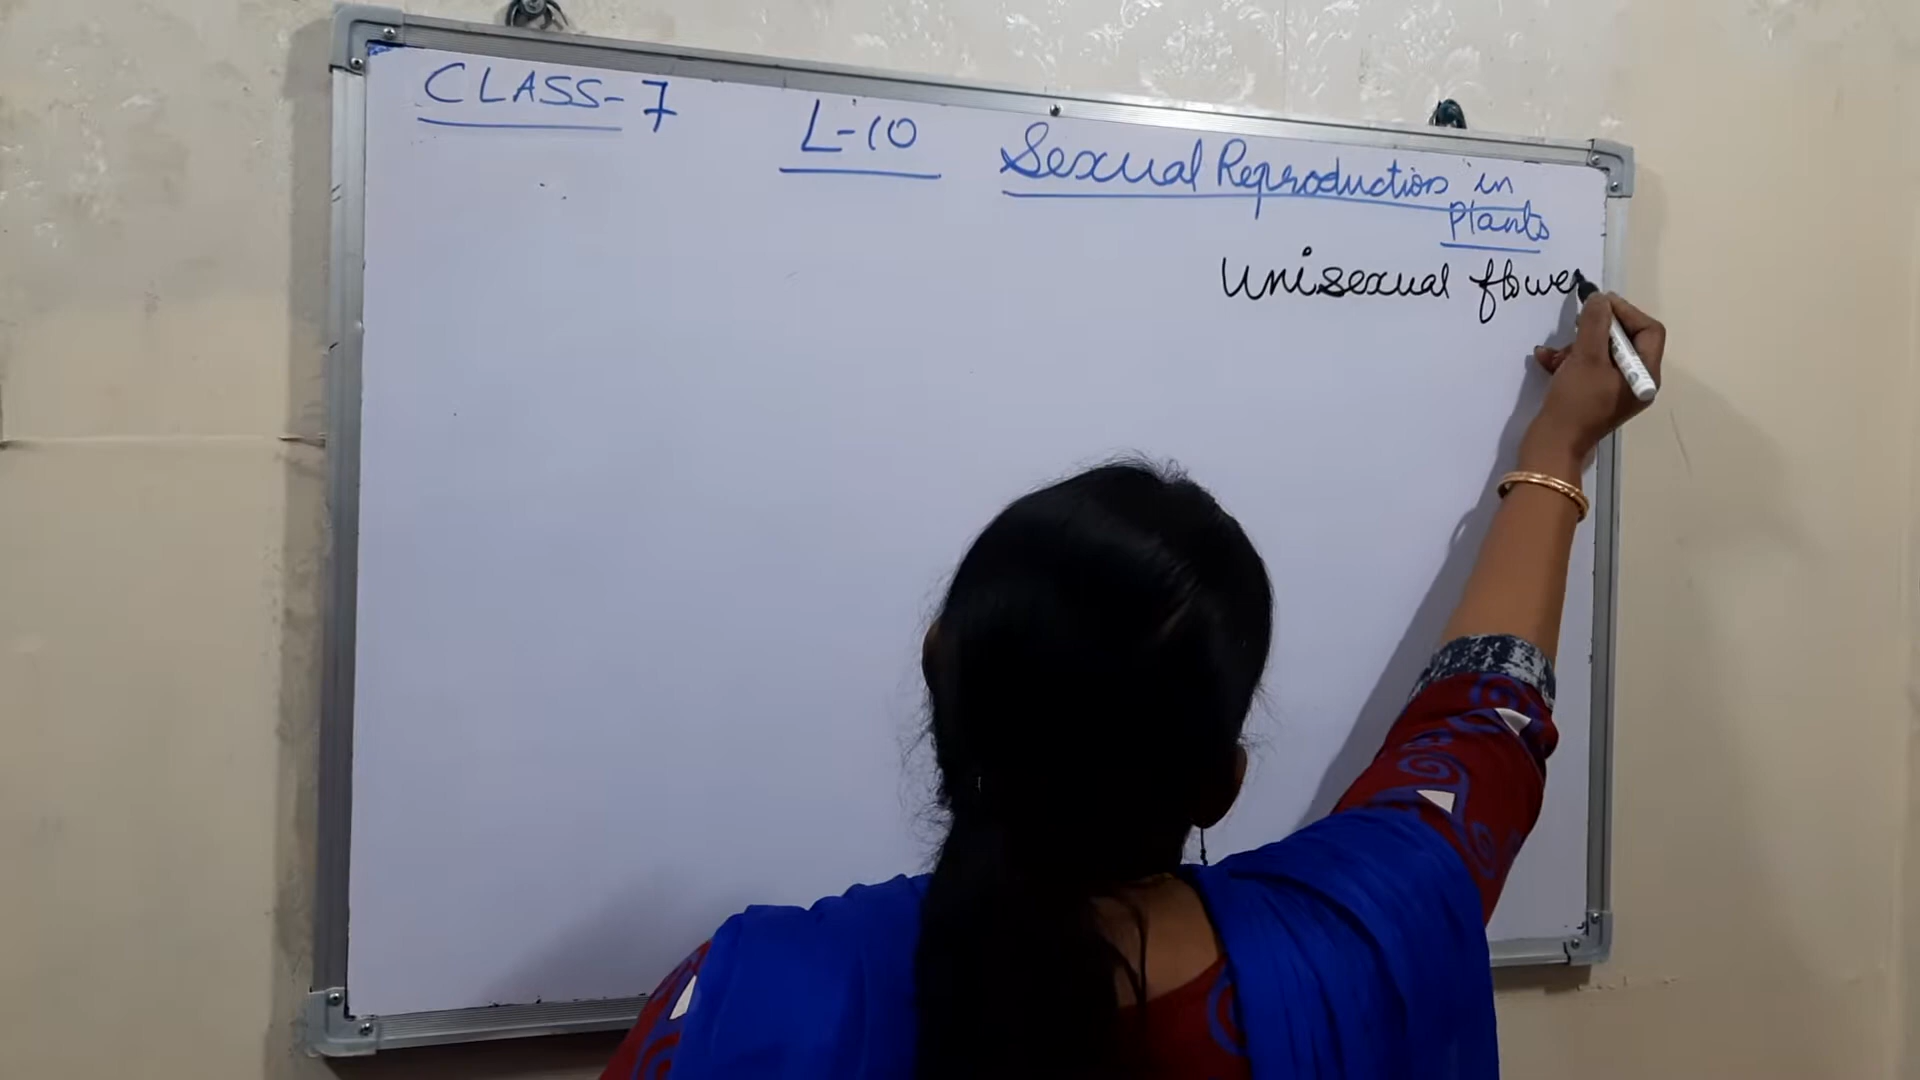 CLASS-7
L-10
Sexual Reproduction in
Plants
Unisexual flower